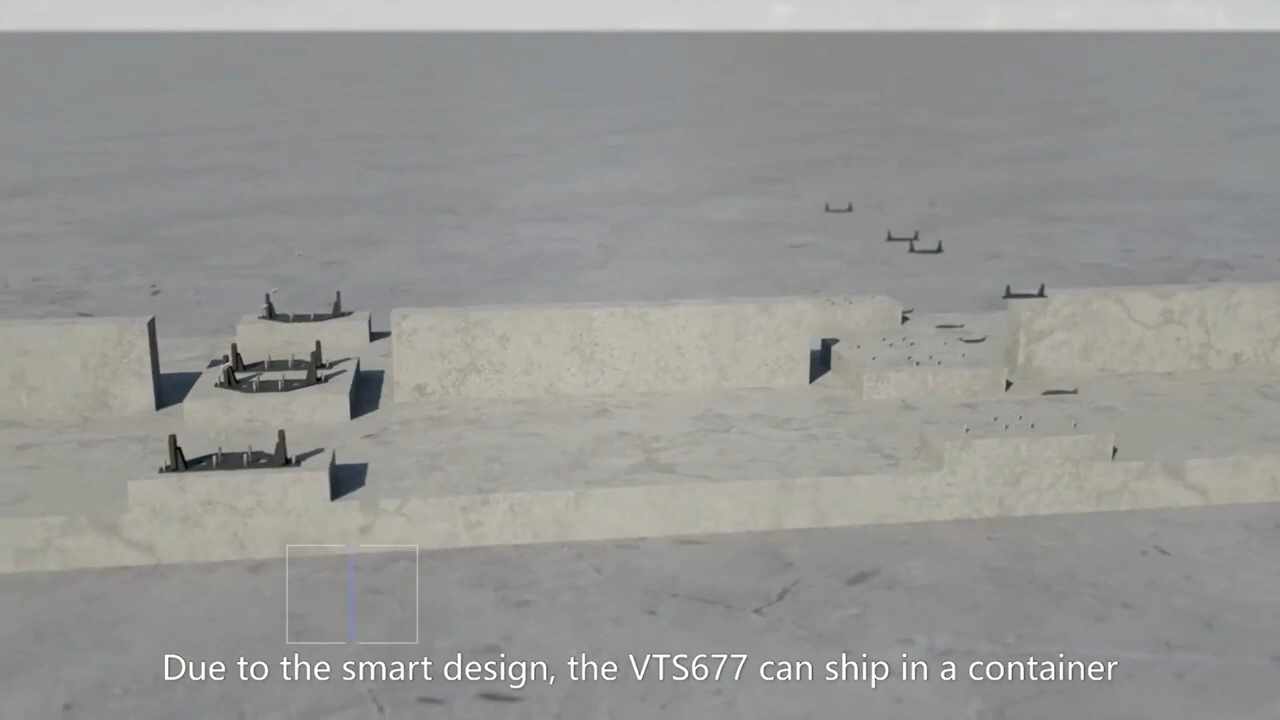 Due to the smart design, the VTS677 can ship in a container